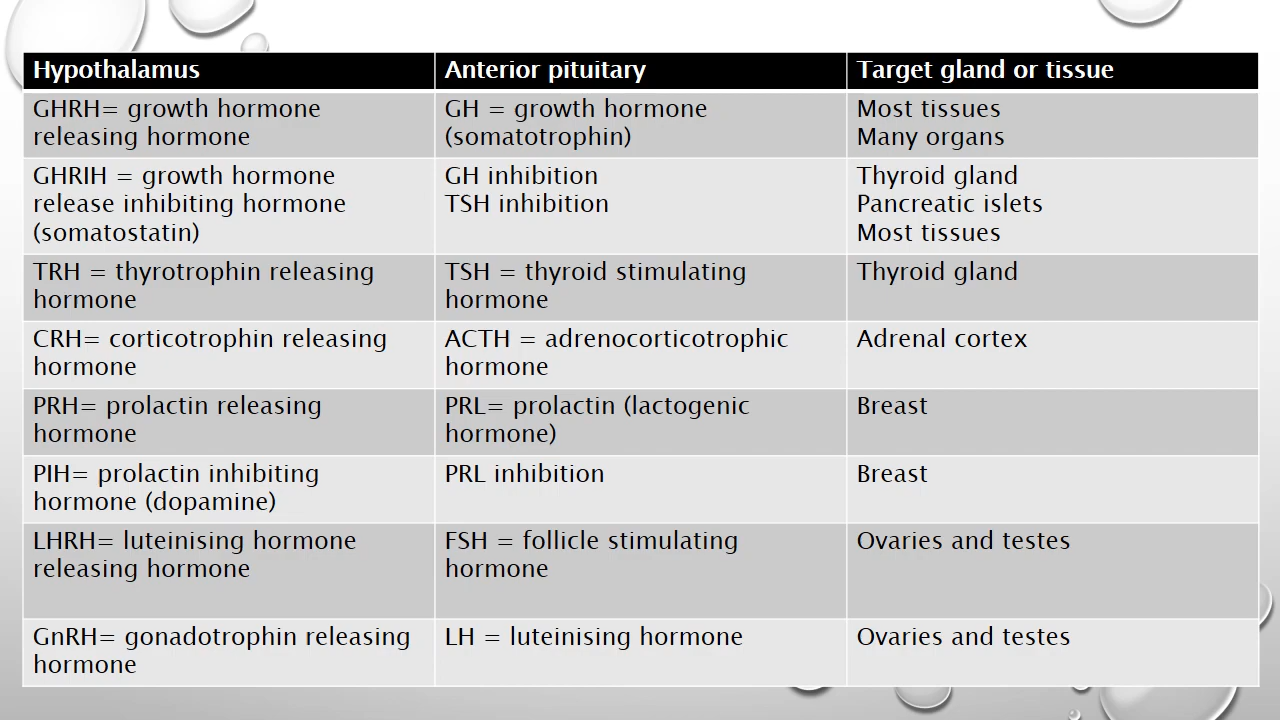 Hypothalamus
Anterior pituitary
Target gland or tissue
GHRH= growth hormone
releasing hormone
GH = growth hormone
(somatotrophin)
Most tissues
Many organs
GHRIH = growth hormone
release inhibiting hormone
(somatostatin)
GH inhibition
TSH inhibition
Thyroid gland
Pancreatic islets
Most tissues
TRH = thyrotrophin releasing
hormone
TSH = thyroid stimulating
hormone
Thyroid gland
CRH= corticotrophin releasing
hormone
ACTH = adrenocorticotrophic
hormone
Adrenal cortex
PRH= prolactin releasing
hormone
PRL= prolactin (lactogenic
hormone)
Breast
PIH= prolactin inhibiting
hormone (dopamine)
PRL inhibition
Breast
LHRH= luteinising hormone
releasing hormone
FSH = follicle stimulating
hormone
Ovaries and testes
GnRH= gonadotrophin releasing
hormone
LH = luteinising hormone
Ovaries and testes